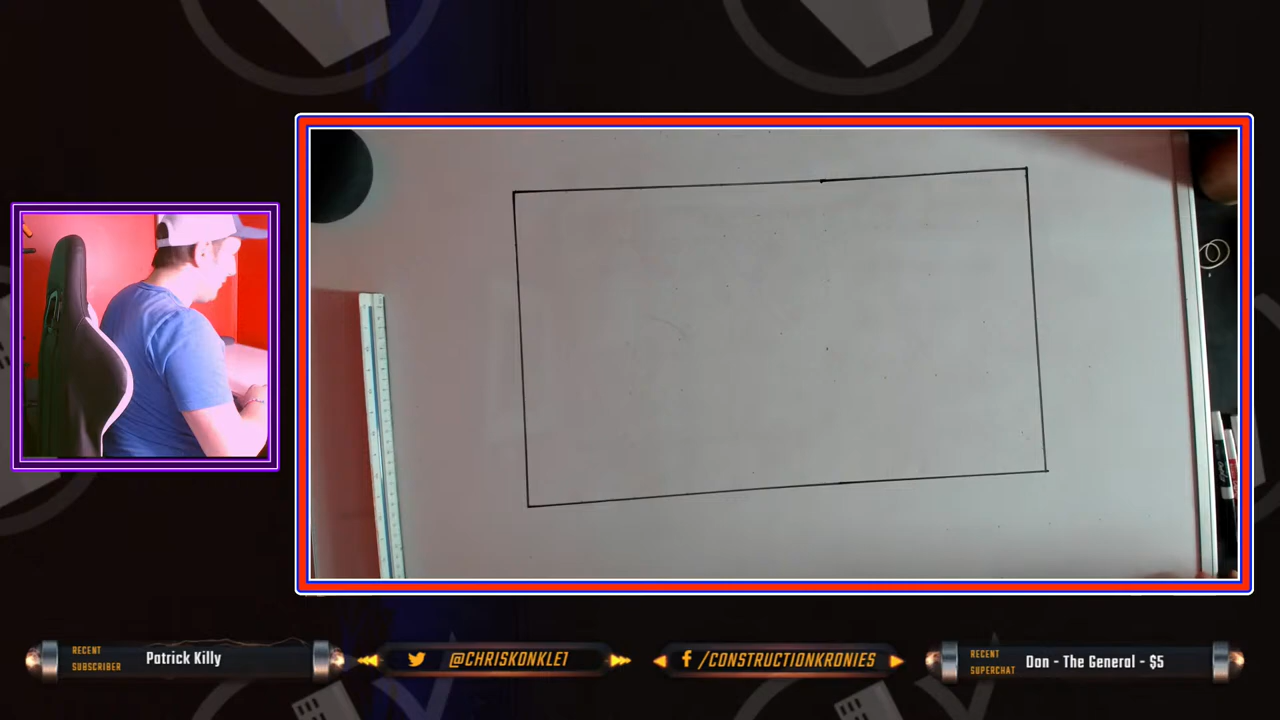 RECENT
SUBSCRIBER
Patrick Killy
@CHRISKONKLE1
/CONSTRUCTIONKRONIES
RECENT
SUPERCHAT
Don - The General - $5